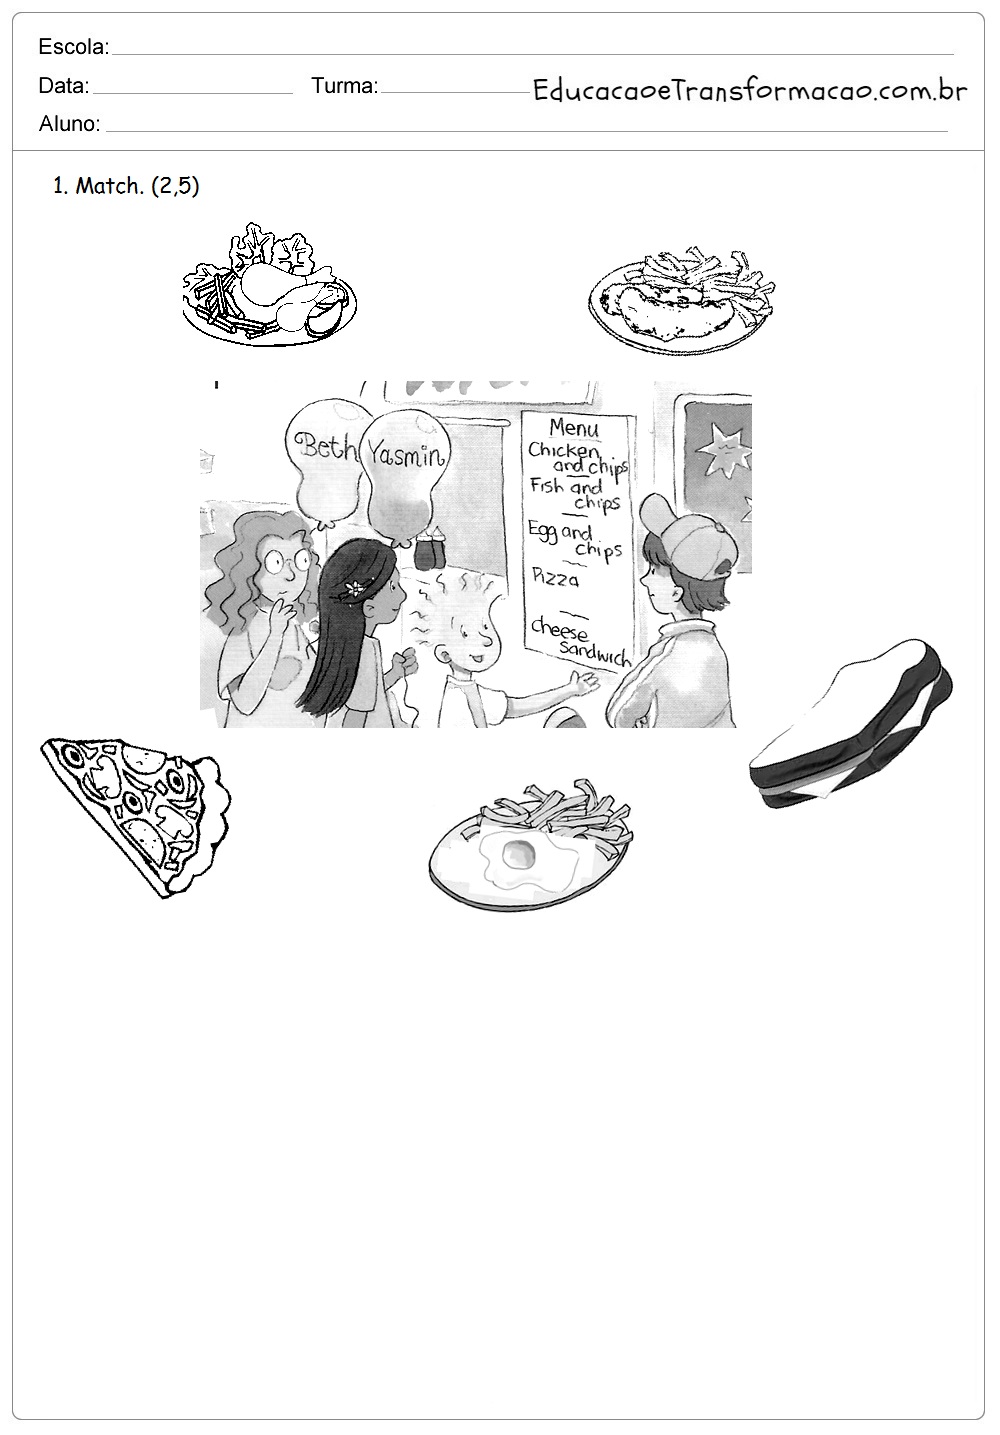 Escola:
Data: Turma: EducacaoeTransformacao.com.br
Aluno:
1. Match. (2,5)
Beth
Yasmin
Menu
Chicken
and chips
Fish and
chips
Egg and
chips
Pizza
cheese
sandwich